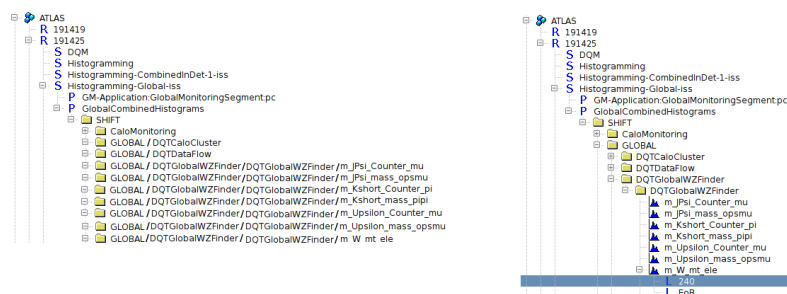 ATLAS
R 191419
R 191425
S DQM
S Histogramming
S Histogramming-CombinedInDet-1-iss
S Histogramming-Global-iss
P GM-Application:GlobalMonitoringSegment:pc
P GlobalCombinedHistograms
SHIFT
CaloMonitoring
GLOBAL/DQTCaloCluster
GLOBAL/DQTDataFlow
GLOBAL/DQTGlobalWZFinder/DQTGlobalWZFinder/m_JPsi_Counter_mu
GLOBAL/DQTGlobalWZFinder/DQTGlobalWZFinder/m_JPsi_mass_opsmu
GLOBAL/DQTGlobalWZFinder/DQTGlobalWZFinder/m_Kshort_Counter_pi
GLOBAL/DQTGlobalWZFinder/DQTGlobalWZFinder/m_Kshort_mass_pipi
GLOBAL/DQTGlobalWZFinder/DQTGlobalWZFinder/m_Upsilon_Counter_mu
GLOBAL/DQTGlobalWZFinder/DQTGlobalWZFinder/m_Upsilon_mass_opsmu
GLOBAL/DQTGlobalWZFinder/DQTGlobalWZFinder/m_W_mt_ele
ATLAS
R 191419
R 191425
S DQM
S Histogramming
S Histogramming-CombinedInDet-1-iss
S Histogramming-Global-iss
P GM-Application:GlobalMonitoringSegment:pc
P GlobalCombinedHistograms
SHIFT
CaloMonitoring
GLOBAL
DQTCaloCluster
DQTDataFlow
DQTGlobalWZFinder
DQTGlobalWZFinder
m_JPsi_Counter_mu
m_JPsi_mass_opsmu
m_Kshort_Counter_pi
m_Kshort_mass_pipi
m_Upsilon_Counter_mu
m_Upsilon_mass_opsmu
m_W_mt_ele
L 240
L EoR